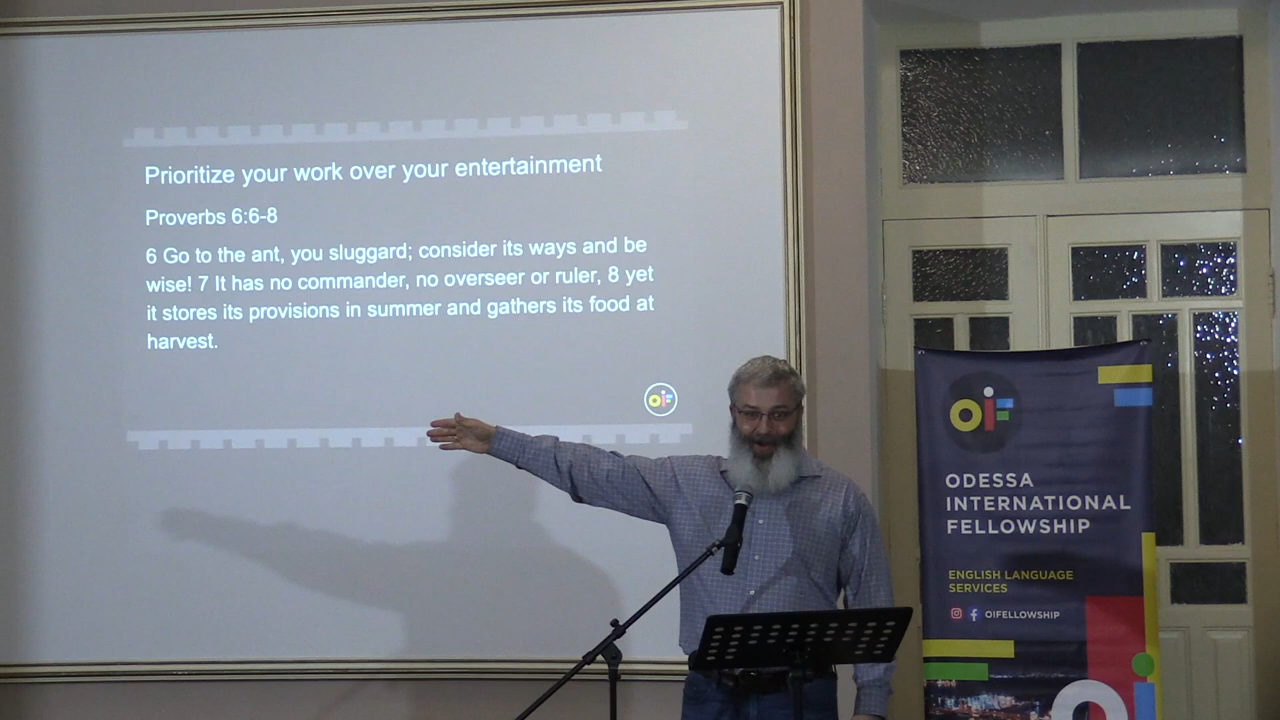 Prioritize your work over your entertainment
Proverbs 6:6-8
6 Go to the ant, you sluggard; consider its ways and be
wise! 7 It has no commander, no overseer or ruler, 8 yet
it stores its provisions in summer and gathers its food at
harvest.
OIF
OIF
ODESSA
INTERNATIONAL
FELLOWSHIP
ENGLISH LANGUAGE
SERVICES
OIFELLOWSHIP
Oi